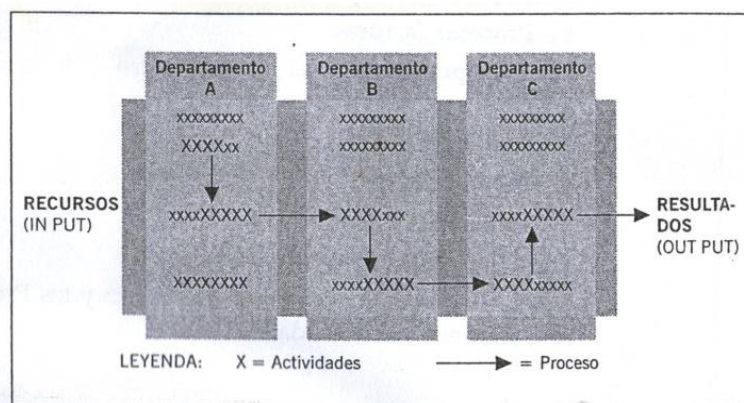 Departamento A
Departamento B
Departamento C
xxxxxxxxx
xxxxxxxxx
xxxxxxxxx
XXXXxx
xxxxxxxxx
xxxxxxxxx
RECURSOS
(IN PUT)
xxxxXXXXX
XXXXxxx
xxxxXXXXX
RESULTA-
DOS
(OUT PUT)
XXXXXXXX
xxxxXXXXX
XXXXxxxxx
LEYENDA: X = Actividades = Proceso